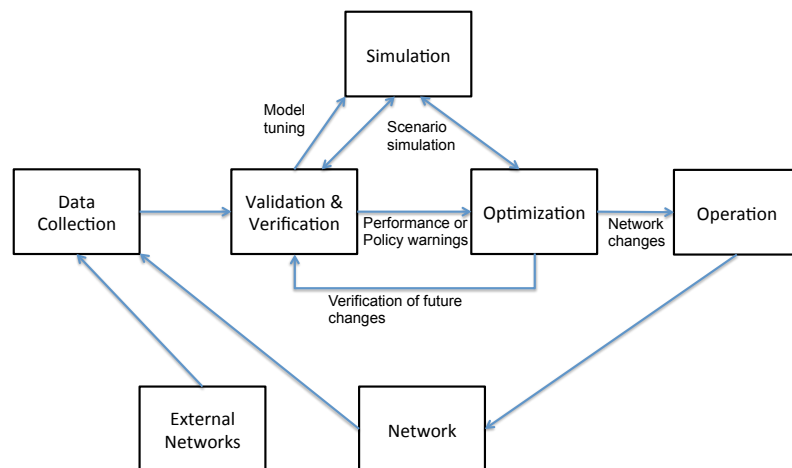 Simulation
Model
tuning
Scenario
simulation
Data
Collection
Validation &
Verification
Performance or
Policy warnings
Optimization
Network
changes
Operation
Verification of future
changes
External
Networks
Network